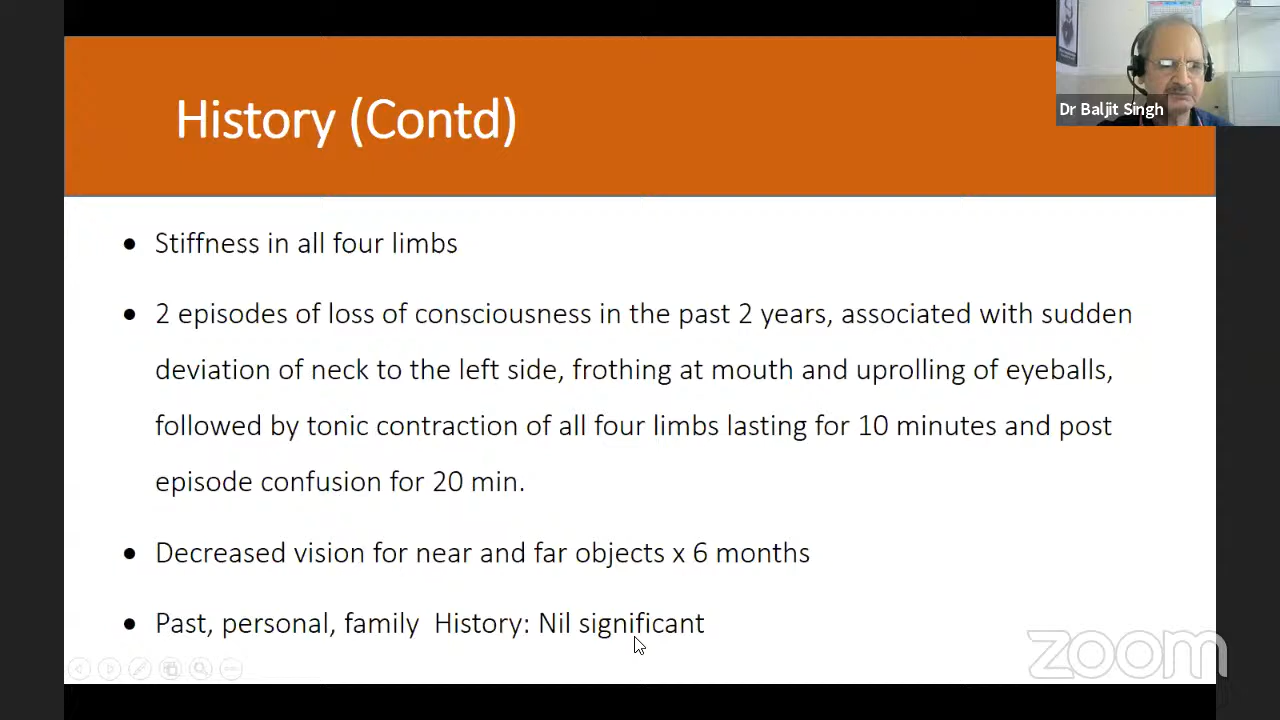 History (Contd)
Dr Baljit Singh
• Stiffness in all four limbs
• 2 episodes of loss of consciousness in the past 2 years, associated with sudden
deviation of neck to the left side, frothing at mouth and uprolling of eyeballs,
followed by tonic contraction of all four limbs lasting for 10 minutes and post
episode confusion for 20 min.
• Decreased vision for near and far objects x 6 months
• Past, personal, family  History: Nil significant
zoom